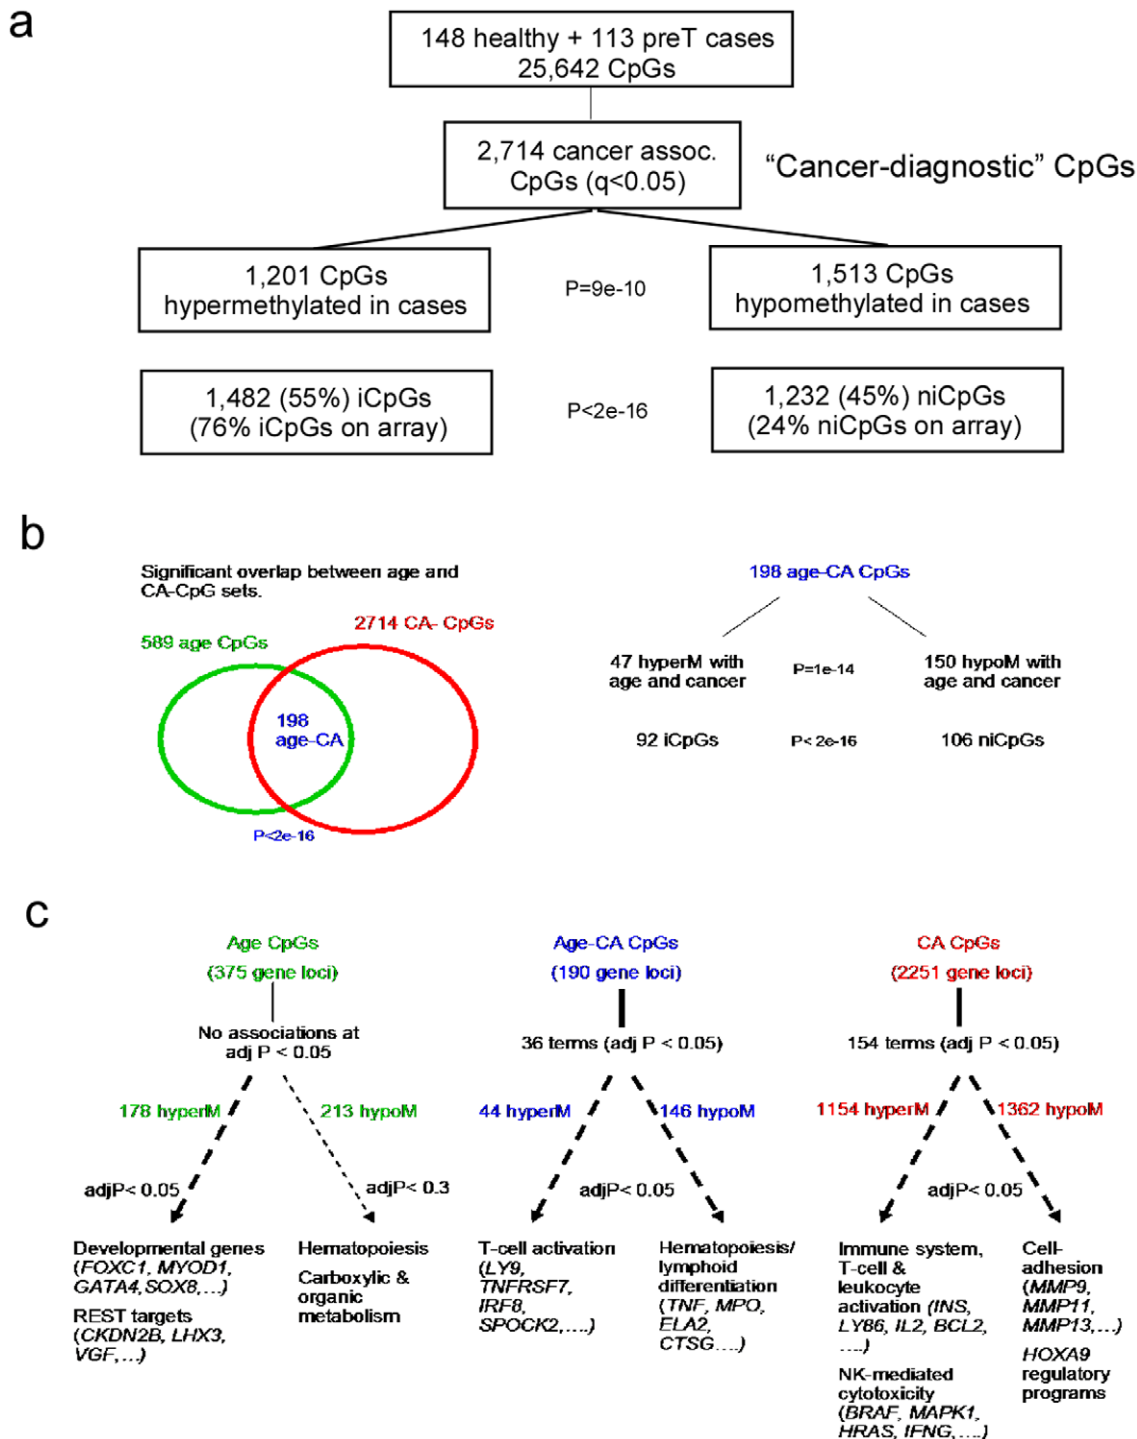 a
148 healthy + 113 preT cases
25,642 CpGs
2,714 cancer assoc.
CpGs (q<0.05)
“Cancer-diagnostic” CpGs
1,201 CpGs
hypermethylated in cases
P=9e-10
1,513 CpGs
hypomethylated in cases
1,482 (55%) iCpGs
(76% iCpGs on array)
P<2e-16
1,232 (45%) niCpGs
(24% niCpGs on array)
b
Significant overlap between age and
CA-CpG sets.
589 age CpGs
2714 CA- CpGs
198
age-CA
P<2e-16
198 age-CA CpGs
47 hyperM with
age and cancer
P=1e-14
150 hypoM with
age and cancer
92 iCpGs
P< 2e-16
106 niCpGs
c
Age CpGs
(375 gene loci)
No associations at
adj P < 0.05
178 hyperM
213 hypoM
adjP< 0.05
adjP< 0.3
Developmental genes
(FOXC1, MYOD1,
GATA4,SOX8,...)
REST targets
(CKDN2B, LHX3,
VGF,...)
Hematopoiesis
Carboxylic &
organic
metabolism
Age-CA CpGs
(190 gene loci)
36 terms (adj P < 0.05)
44 hyperM
146 hypoM
adjP< 0.05
T-cell activation
(LY9,
TNFRSF7,
IRF8,
SPOCK2,....)
Hematopoiesis/
lymphoid
differentiation
(TNF, MPO,
ELA2,
CTSG....)
CA CpGs
(2251 gene loci)
154 terms (adj P < 0.05)
1154 hyperM
1362 hypoM
adjP< 0.05
Immune system,
T-cell &
leukocyte
activation (INS,
LY86, IL2, BCL2,
....)
NK-mediated
cytotoxicity
(BRAF, MAPK1,
HRAS, IFNG,....)
Cell-
adhesion
(MMP9,
MMP11,
MMP13,...)
HOXA9
regulatory
programs